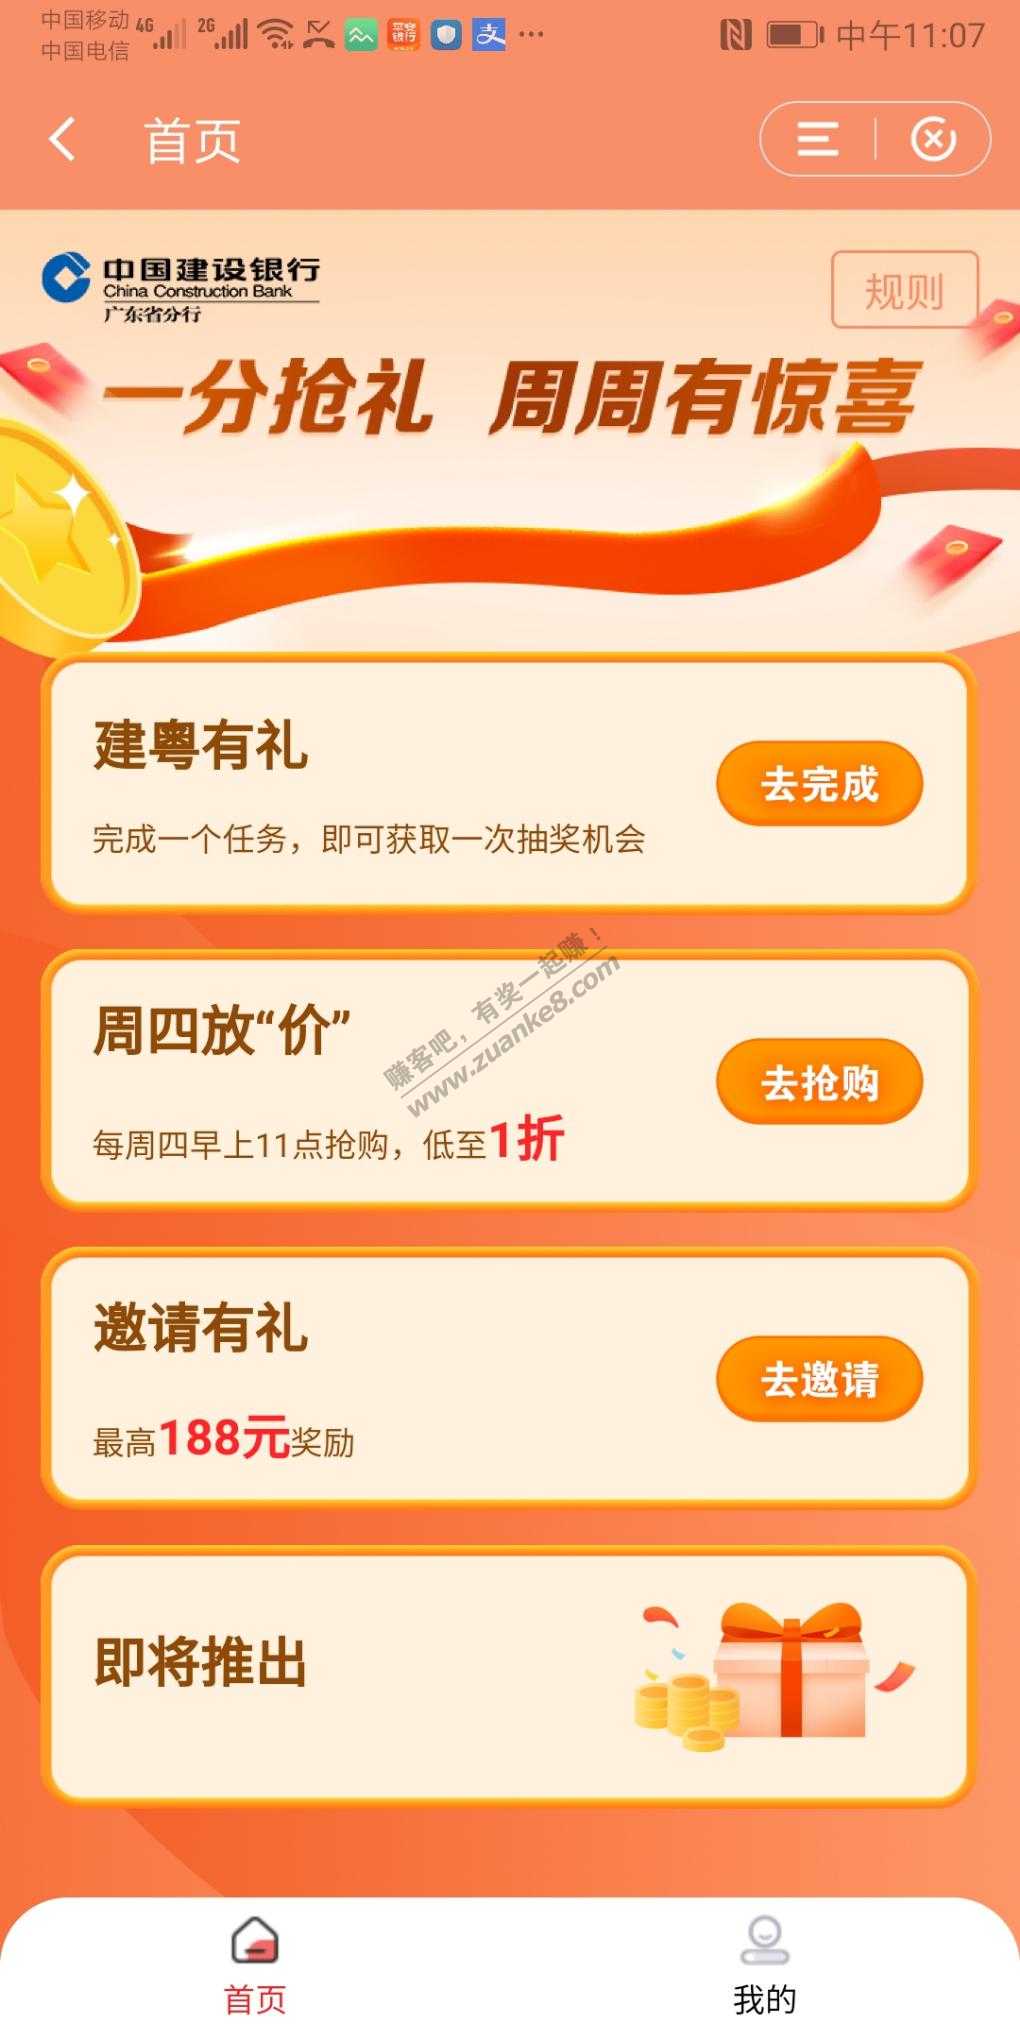 中国移动 4G 2G 中午11:07
中国电信
首页
中国建设银行
China Construction Bank
广东省分行
规则
一分抢礼 周周有惊喜
建粤有礼
去完成
完成一个任务，即可获取一次抽奖机会
赚客吧，有奖一起赚！
www.zuanke8.com
周四放“价”
去抢购
每周四早上11点抢购，低至1折
邀请有礼
去邀请
最高188元奖励
即将推出
首页 我的